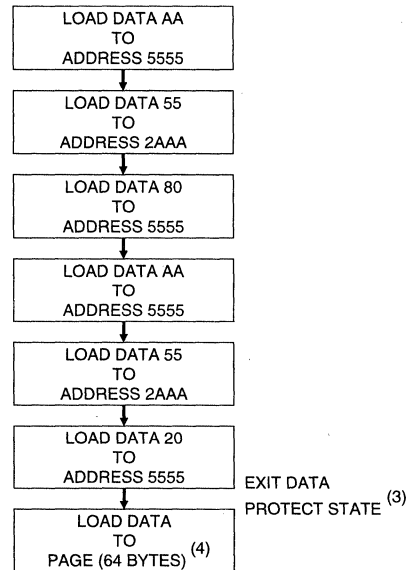 LOAD DATA AA
TO
ADDRESS 5555
LOAD DATA 55
TO
ADDRESS 2AAA
LOAD DATA 80
TO
ADDRESS 5555
LOAD DATA AA
TO
ADDRESS 5555
LOAD DATA 55
TO
ADDRESS 2AAA
LOAD DATA 20
TO
ADDRESS 5555
EXIT DATA
PROTECT STATE (3)
LOAD DATA
TO
PAGE (64 BYTES) (4)